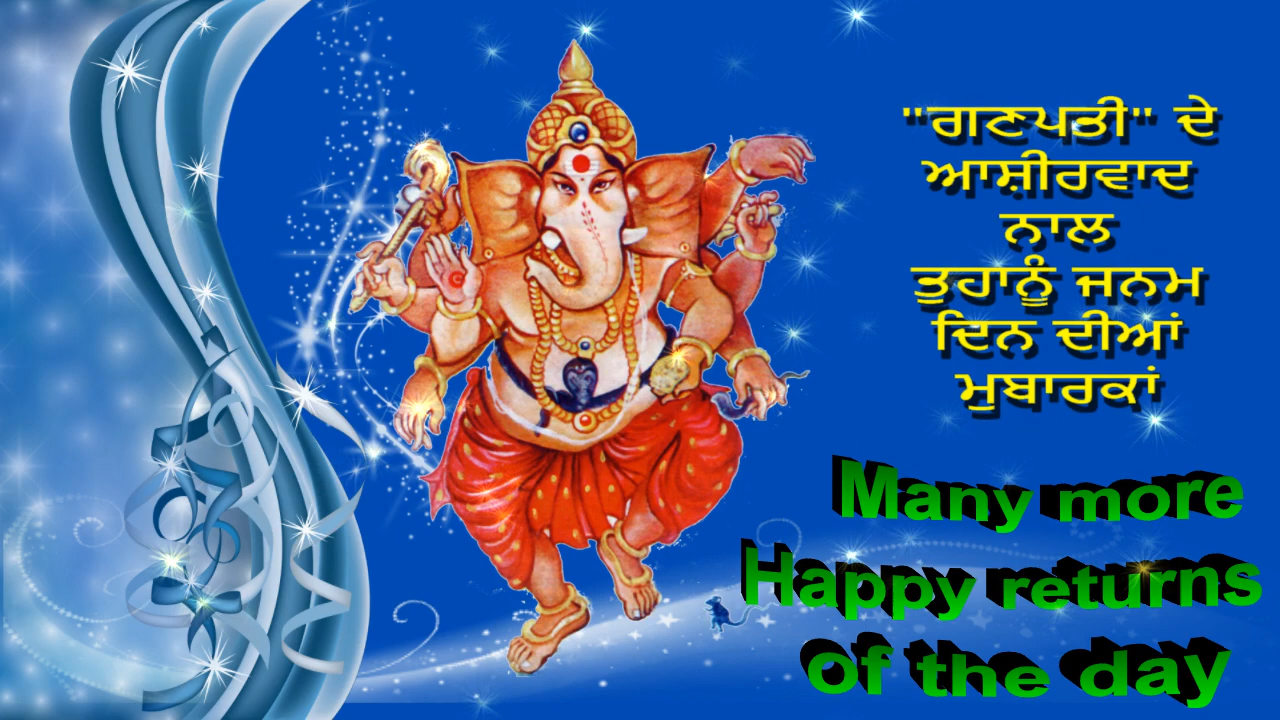 "ਗਣਪਤੀ" ਦੇ
ਆਸ਼ੀਰਵਾਦ
ਨਾਲ
ਤੁਹਾਨੂੰ ਜਨਮ
ਦਿਨ ਦੀਆਂ
ਮੁਬਾਰਕਾਂ
Many more
Happy returns
of the day